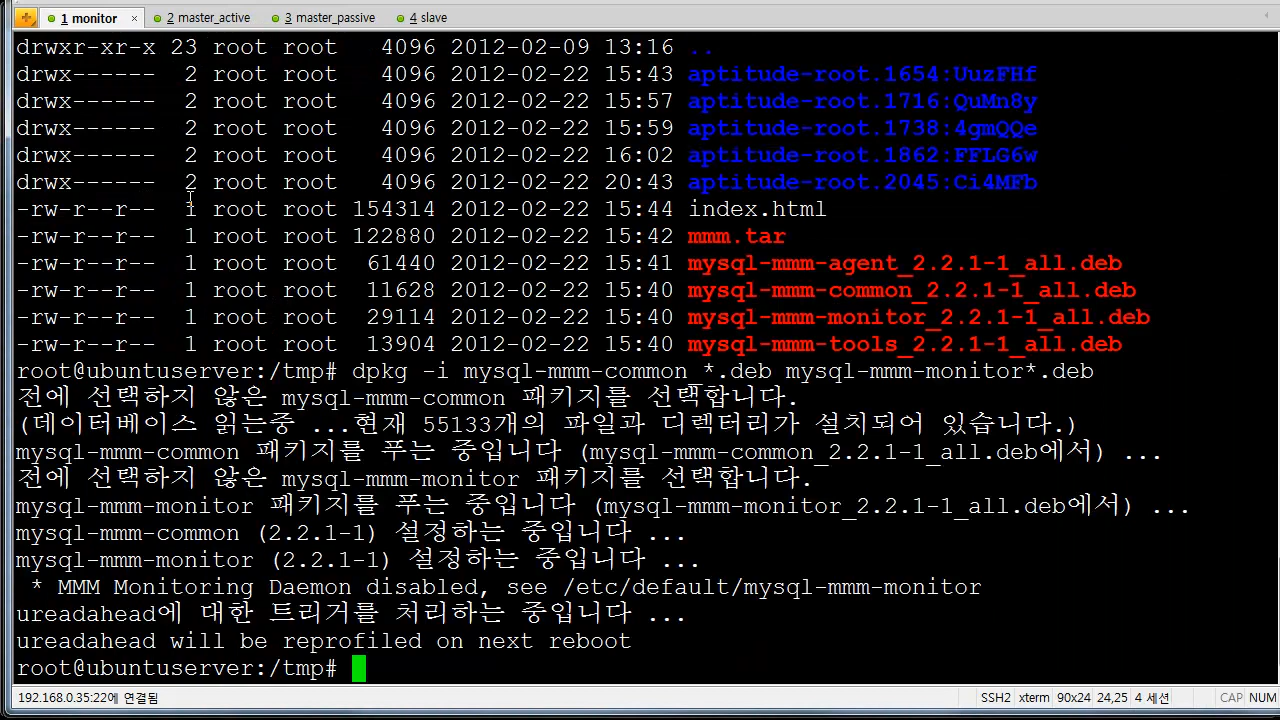 1 monitor × 2 master_active 3 master_passive 4 slave
drwxr-xr-x 23 root root 4096 2012-02-09 13:16 ..
drwx------ 2 root root 4096 2012-02-22 15:43 aptitude-root.1654:UuzFHf
drwx------ 2 root root 4096 2012-02-22 15:57 aptitude-root.1716:QuMn8y
drwx------ 2 root root 4096 2012-02-22 15:59 aptitude-root.1738:4gmQQe
drwx------ 2 root root 4096 2012-02-22 16:02 aptitude-root.1862:FFLG6w
drwx------ 2 root root 4096 2012-02-22 20:43 aptitude-root.2045:Ci4MFb
-rw-r--r-- 1 root root 154314 2012-02-22 15:44 index.html
-rw-r--r-- 1 root root 122880 2012-02-22 15:42 mmm.tar
-rw-r--r-- 1 root root 61440 2012-02-22 15:41 mysql-mmm-agent_2.2.1-1_all.deb
-rw-r--r-- 1 root root 11628 2012-02-22 15:40 mysql-mmm-common_2.2.1-1_all.deb
-rw-r--r-- 1 root root 29114 2012-02-22 15:40 mysql-mmm-monitor_2.2.1-1_all.deb
-rw-r--r-- 1 root root 13904 2012-02-22 15:40 mysql-mmm-tools_2.2.1-1_all.deb
root@ubuntuserver:/tmp# dpkg -i mysql-mmm-common_*.deb mysql-mmm-monitor*.deb
전에 선택하지 않은 mysql-mmm-common 패키지를 선택합니다.
(데이터베이스 읽는중 ...현재 55133개의 파일과 디렉터리가 설치되어 있습니다.)
mysql-mmm-common 패키지를 푸는 중입니다 (mysql-mmm-common_2.2.1-1_all.deb에서) ...
전에 선택하지 않은 mysql-mmm-monitor 패키지를 선택합니다.
mysql-mmm-monitor 패키지를 푸는 중입니다 (mysql-mmm-monitor_2.2.1-1_all.deb에서) ...
mysql-mmm-common (2.2.1-1) 설정하는 중입니다 ...
mysql-mmm-monitor (2.2.1-1) 설정하는 중입니다 ...
* MMM Monitoring Daemon disabled, see /etc/default/mysql-mmm-monitor
ureadahead에 대한 트리거를 처리하는 중입니다 ...
ureadahead will be reprofiled on next reboot
root@ubuntuserver:/tmp#
192.168.0.35:22에 연결됨 SSH2 xterm 90x24 24,25 4 세션 CAP NUM